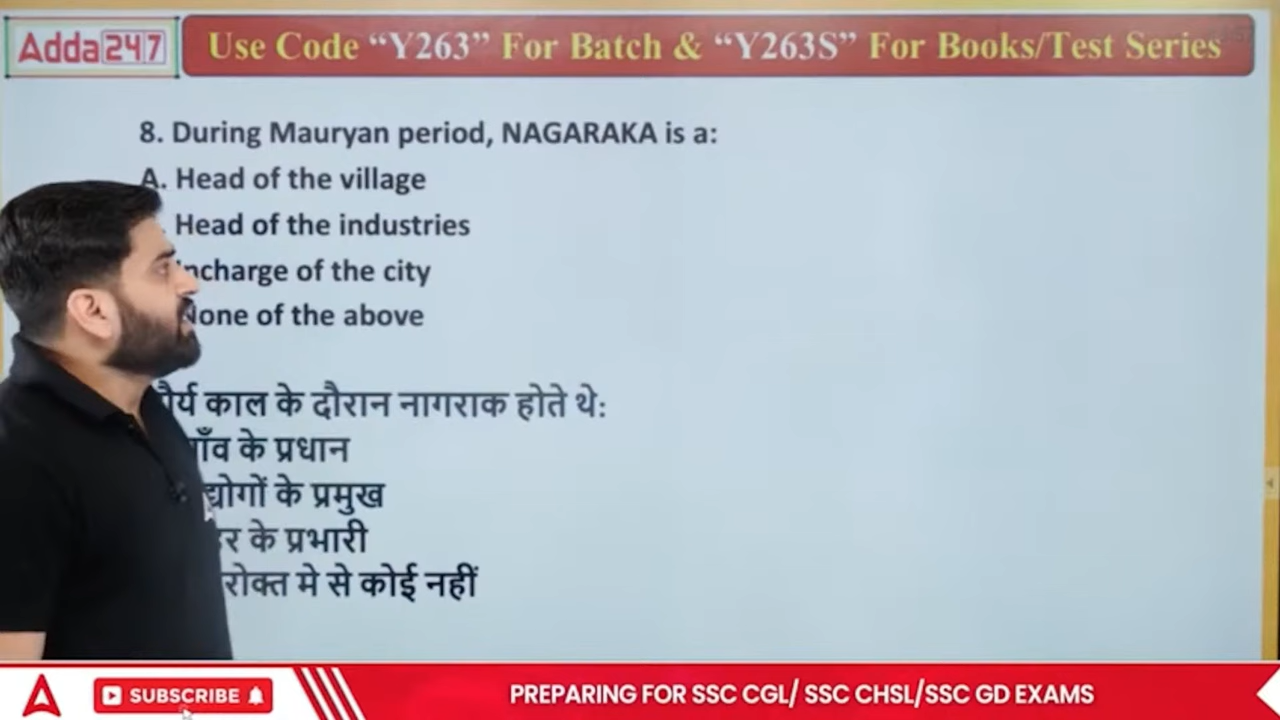 Adda247
Use Code “Y263” For Batch & “Y263S” For Books/Test Series
8. During Mauryan period, NAGARAKA is a:
A. Head of the village
Head of the industries
Incharge of the city
None of the above
काल के दौरान नागराक होते थे:
के प्रधान
के प्रमुख
के प्रभारी
मे से कोई नहीं
SUBSCRIBE
PREPARING FOR SSC CGL/ SSC CHSL/SSC GD EXAMS